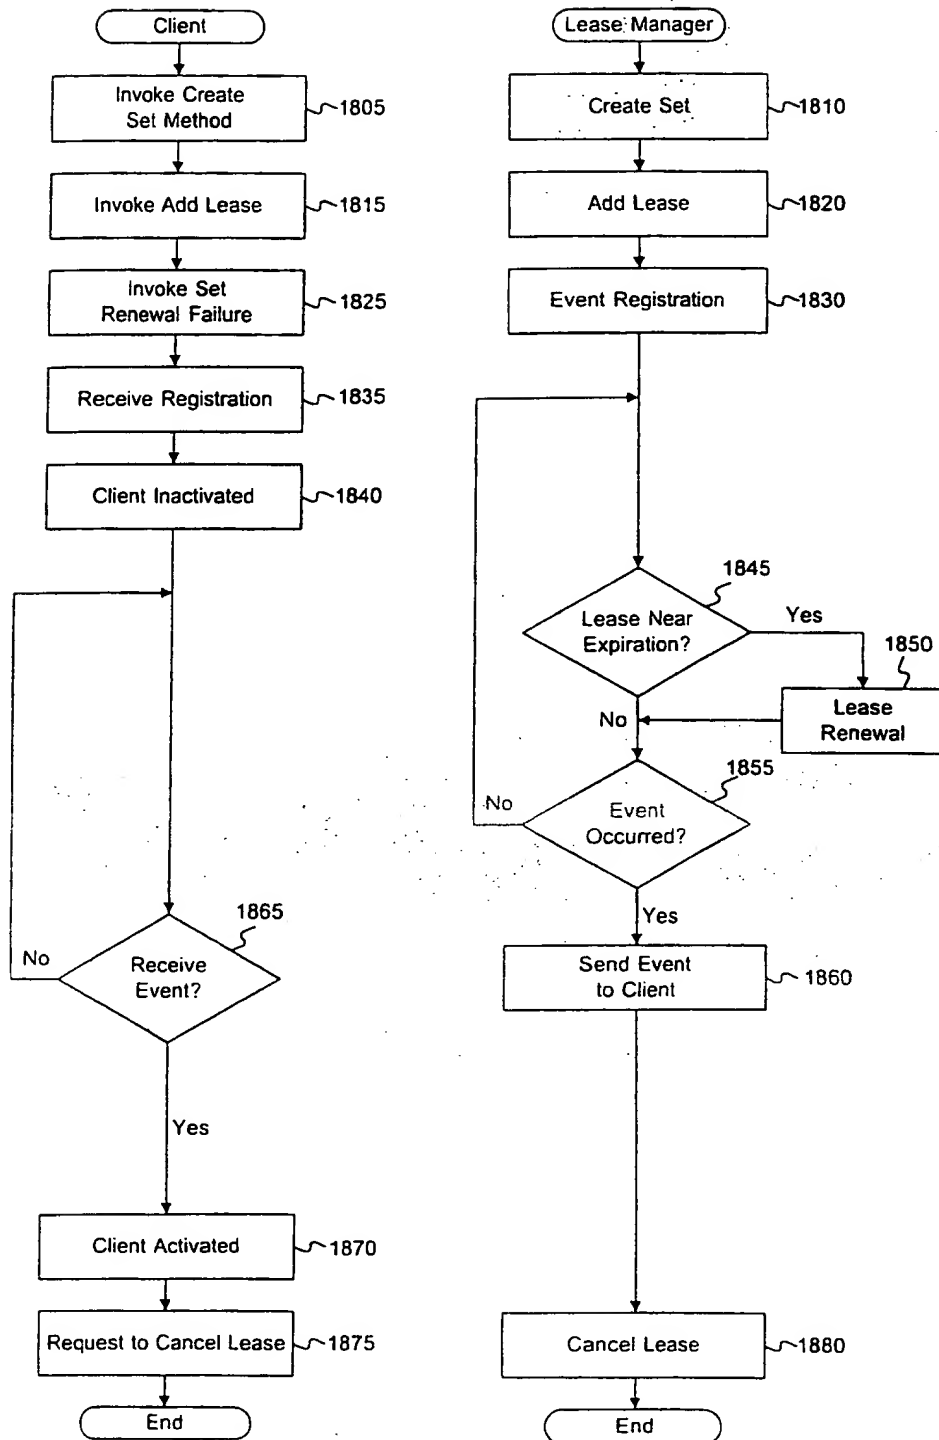 Client
Invoke Create
Set Method
1805
Invoke Add Lease
1815
Invoke Set
Renewal Failure
1825
Receive Registration
1835
Client Inactivated
1840
Receive
Event?
1865
No
Yes
Client Activated
1870
Request to Cancel Lease
1875
End
Lease Manager
Create Set
1810
Add Lease
1820
Event Registration
1830
Lease Near
Expiration?
1845
Yes
Lease
Renewal
1850
No
Event
Occurred?
1855
No
Yes
Send Event
to Client
1860
Cancel Lease
1880
End